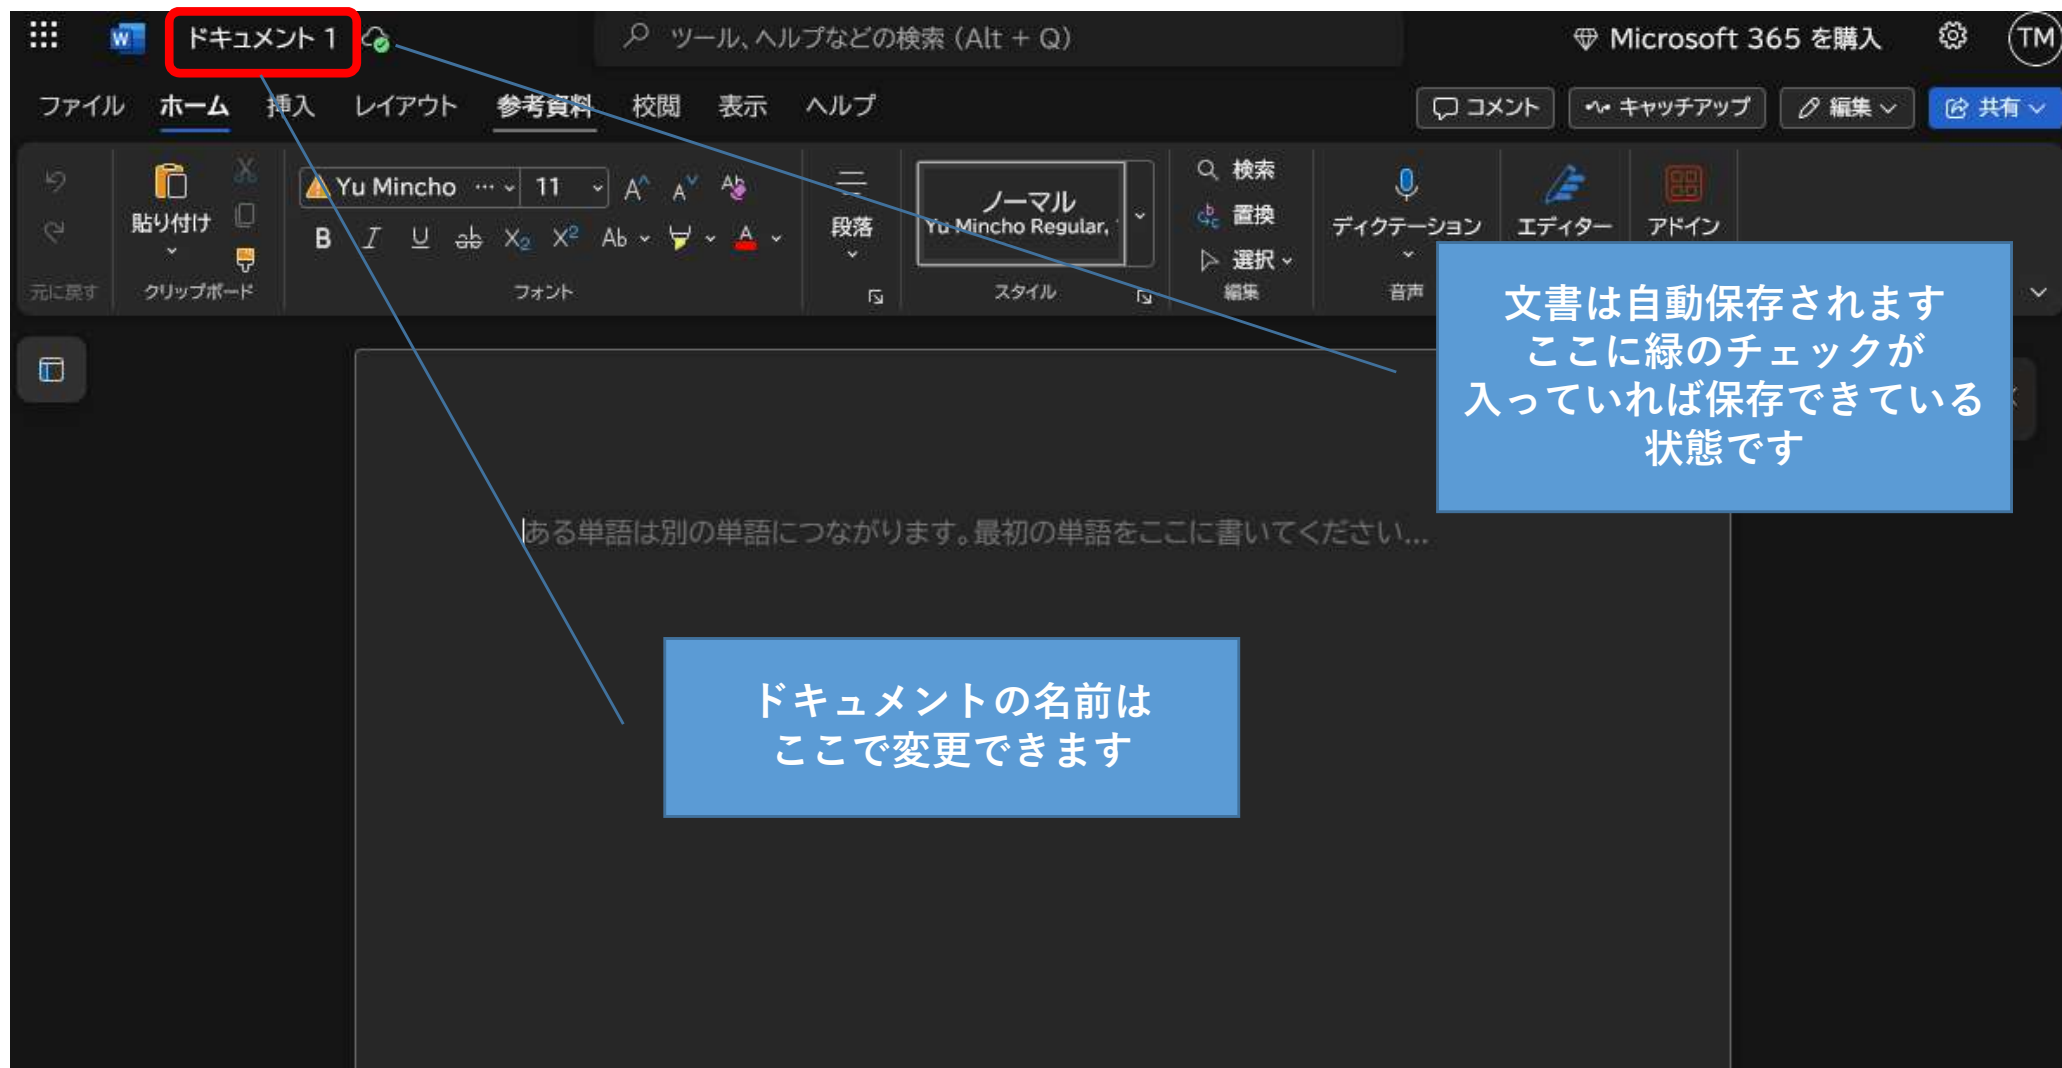 ドキュメント 1
ツール、ヘルプなどの検索 (Alt + Q)
Microsoft 365 を購入
TM
ファイル ホーム 挿入 レイアウト 参考資料 校閲 表示 ヘルプ
コメント キャッチアップ 編集 共有
貼り付け
元に戻す
クリップボード
Yu Mincho ... 11
B I U ab X₂ X² Ab A
フォント
段落
ノーマル
Yu Mincho Regular,
スタイル
検索
置換
選択
編集
ディクテーション
音声
エディター
アドイン
文書は自動保存されます
ここに緑のチェックが
入っていれば保存できている
状態です
ある単語は別の単語につながります。最初の単語をここに書いてください...
ドキュメントの名前は
ここで変更できます